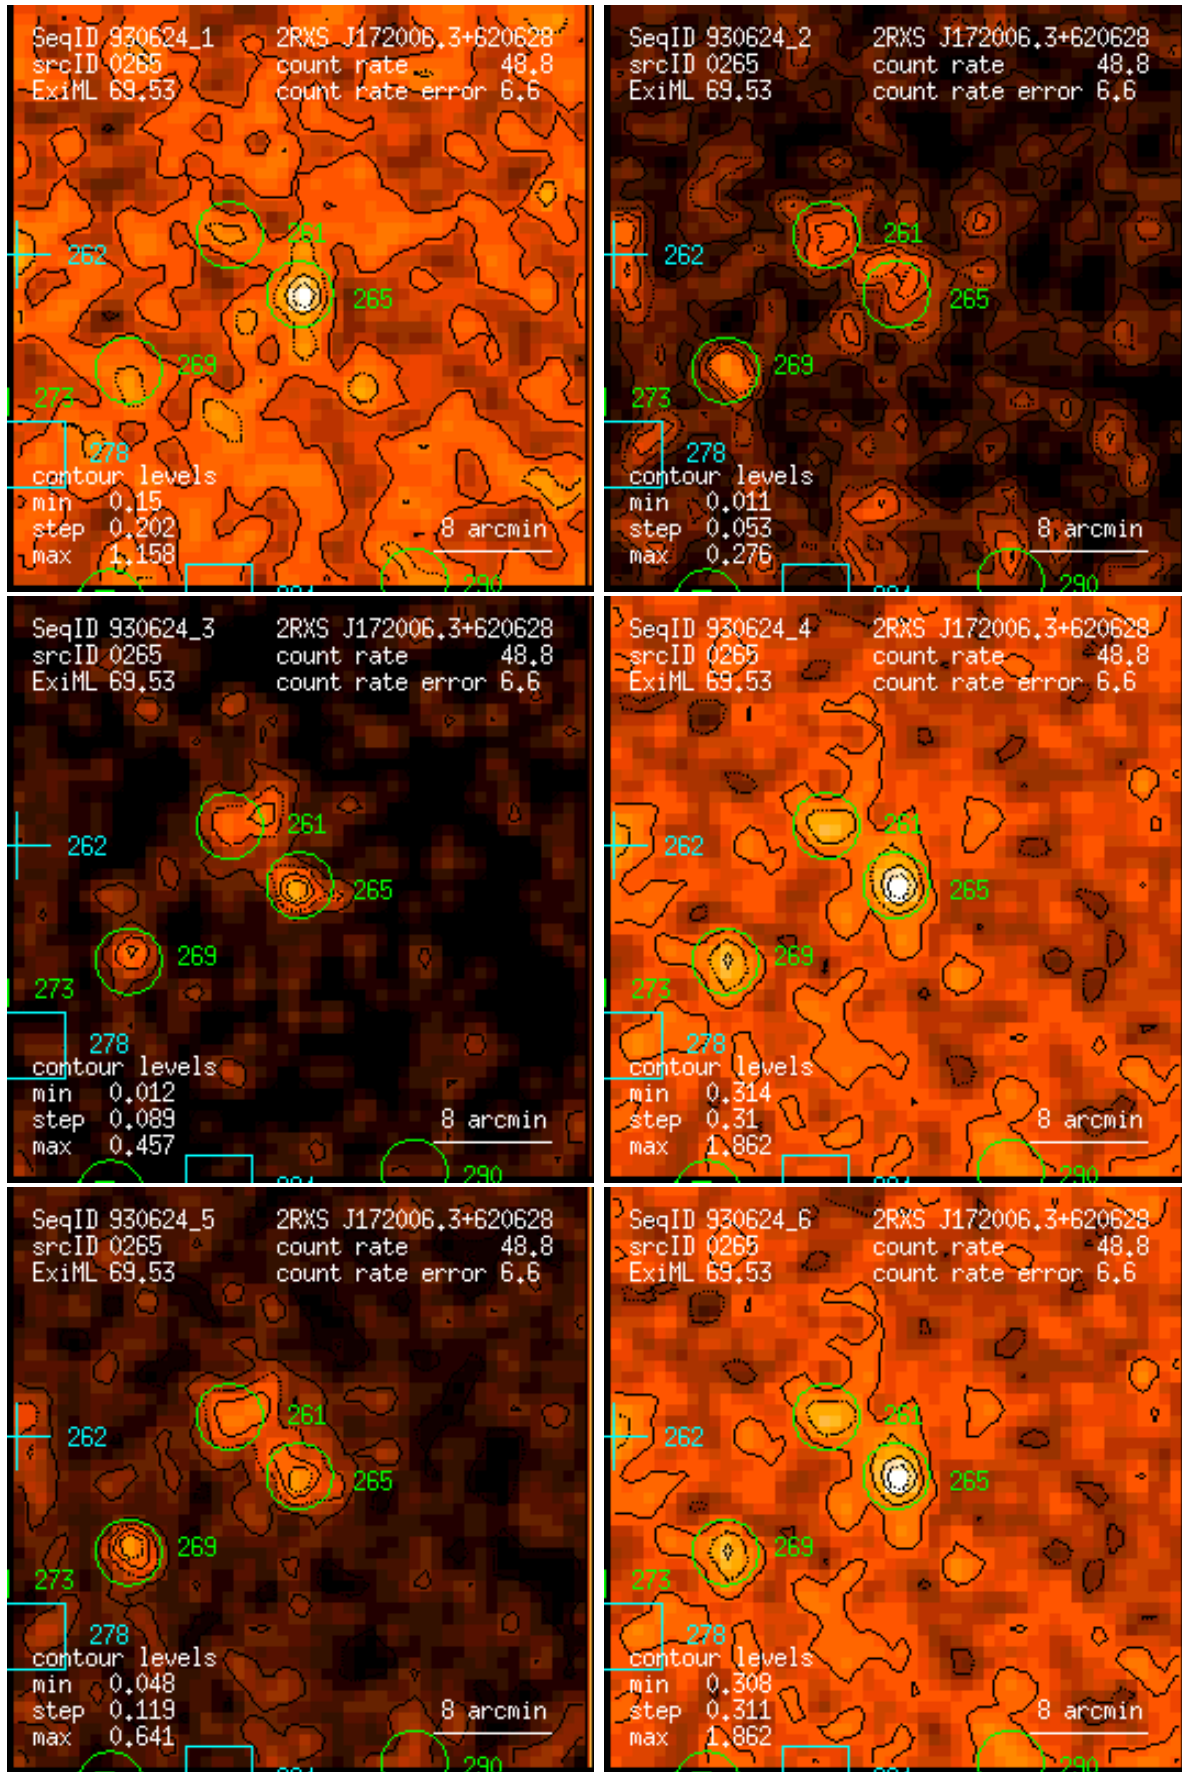 SeqID 930624_1 2RXS J172006.3+620628
srcID 0265 count rate 48.8
ExiML 69.53 count rate error 6.6
261
262
265
269
273
278
contour levels
min 0.15
step 0.202
max 1.158
8 arcmin
290
SeqID 930624_2 2RXS J172006.3+620628
srcID 0265 count rate 48.8
ExiML 69.53 count rate error 6.6
261
262
265
269
273
278
contour levels
min 0.011
step 0.053
max 0.276
8 arcmin
290
SeqID 930624_3 2RXS J172006.3+620628
srcID 0265 count rate 48.8
ExiML 69.53 count rate error 6.6
261
262
265
269
273
278
contour levels
min 0.012
step 0.089
max 0.457
8 arcmin
290
SeqID 930624_4 2RXS J172006.3+620628
srcID 0265 count rate 48.8
ExiML 69.53 count rate error 6.6
261
262
265
269
273
278
contour levels
min 0.314
step 0.31
max 1.862
8 arcmin
290
SeqID 930624_5 2RXS J172006.3+620628
srcID 0265 count rate 48.8
ExiML 69.53 count rate error 6.6
261
262
265
269
273
278
contour levels
min 0.048
step 0.119
max 0.641
8 arcmin
290
SeqID 930624_6 2RXS J172006.3+620628
srcID 0265 count rate 48.8
ExiML 69.53 count rate error 6.6
261
262
265
269
273
278
contour levels
min 0.308
step 0.311
max 1.862
8 arcmin
290